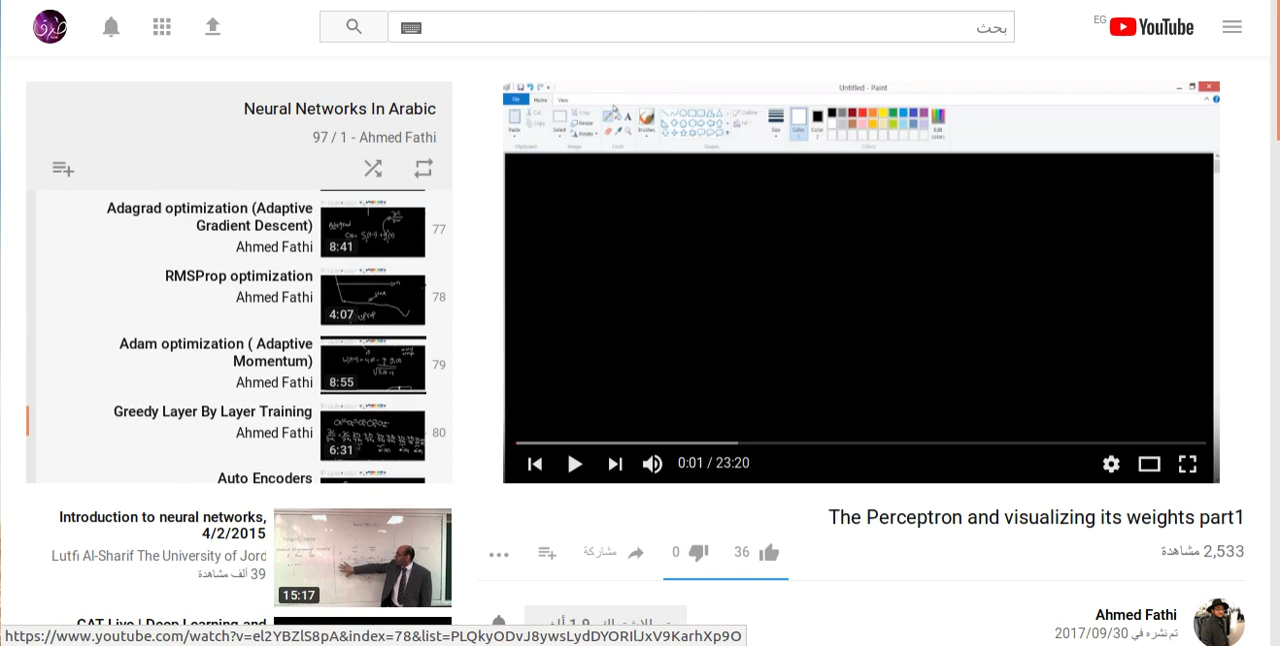 بحث
EG
YouTube
Neural Networks In Arabic
97 / 1 - Ahmed Fathi
Adagrad optimization (Adaptive
Gradient Descent)
Ahmed Fathi
8:41
77
RMSProp optimization
Ahmed Fathi
4:07
78
Adam optimization ( Adaptive
Momentum)
Ahmed Fathi
8:55
79
Greedy Layer By Layer Training
Ahmed Fathi
6:31
80
Auto Encoders
Untitled - Paint
0:01 / 23:20
The Perceptron and visualizing its weights part1
2,533 مشاهدة
36
0
مشاركة
Ahmed Fathi
تم نشره في 2017/09/30
Introduction to neural networks,
4/2/2015
Lutfi Al-Sharif The University of Jord
39 ألف مشاهدة
15:17
https://www.youtube.com/watch?v=el2YBZlS8pA&index=78&list=PLQkyODvJ8ywsLydDYORIlJxV9KarhXp9O